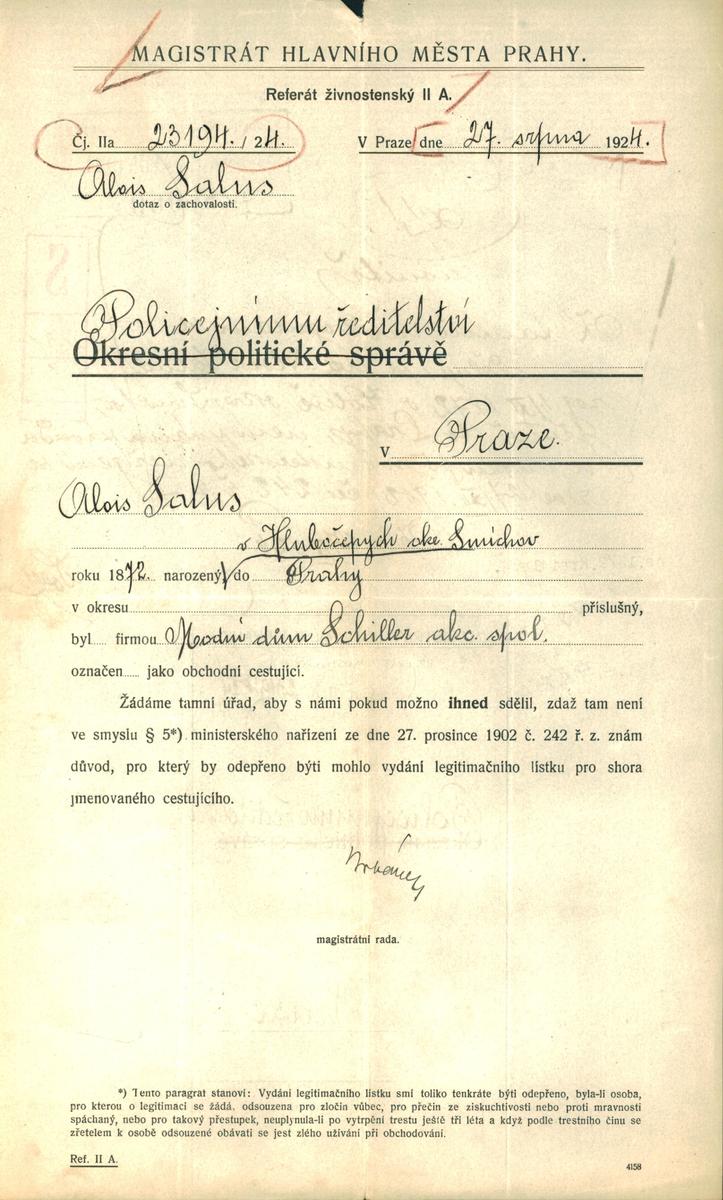 MAGISTRÁT HLAVNÍHO MĚSTA PRAHY.
Referát živnostenský II A.
Čj. IIa 23194. / 24.
V Praze dne 27. srpna 1924.
Alois Salus
dotaz o zachovalosti.
Policejnímu ředitelství
Okresní politické správě
v Praze.
Alois Salus
v Hlubočepych okr. Smíchov
roku 1872. narozený, do Prahy
v okresu příslušný,
byl firmou Modní dům Schiller akc. spol.
označen jako obchodní cestující.
Žádáme tamní úřad, aby s námi pokud možno ihned sdělil, zdaž tam není
ve smyslu § 5*) ministerského nařízení ze dne 27. prosince 1902 č. 242 ř. z. znám
důvod, pro který by odepřeno býti mohlo vydání legitimačního lístku pro shora
jmenovaného cestujícího.
magistrátní rada.
*) Tento paragraf stanoví: Vydání legitimačního lístku smí toliko tenkráte býti odepřeno, byla-li osoba,
pro kterou o legitimaci se žádá, odsouzena pro zločin vůbec, pro přečin ze ziskuchtivosti nebo proti mravnosti
spáchaný, nebo pro takový přestupek, neuplynula-li po vytrpění trestu ještě tři léta a když podle trestního činu se
zřetelem k osobě odsouzené obávati se jest zlého užívání při obchodování.
Ref. II A.
4158